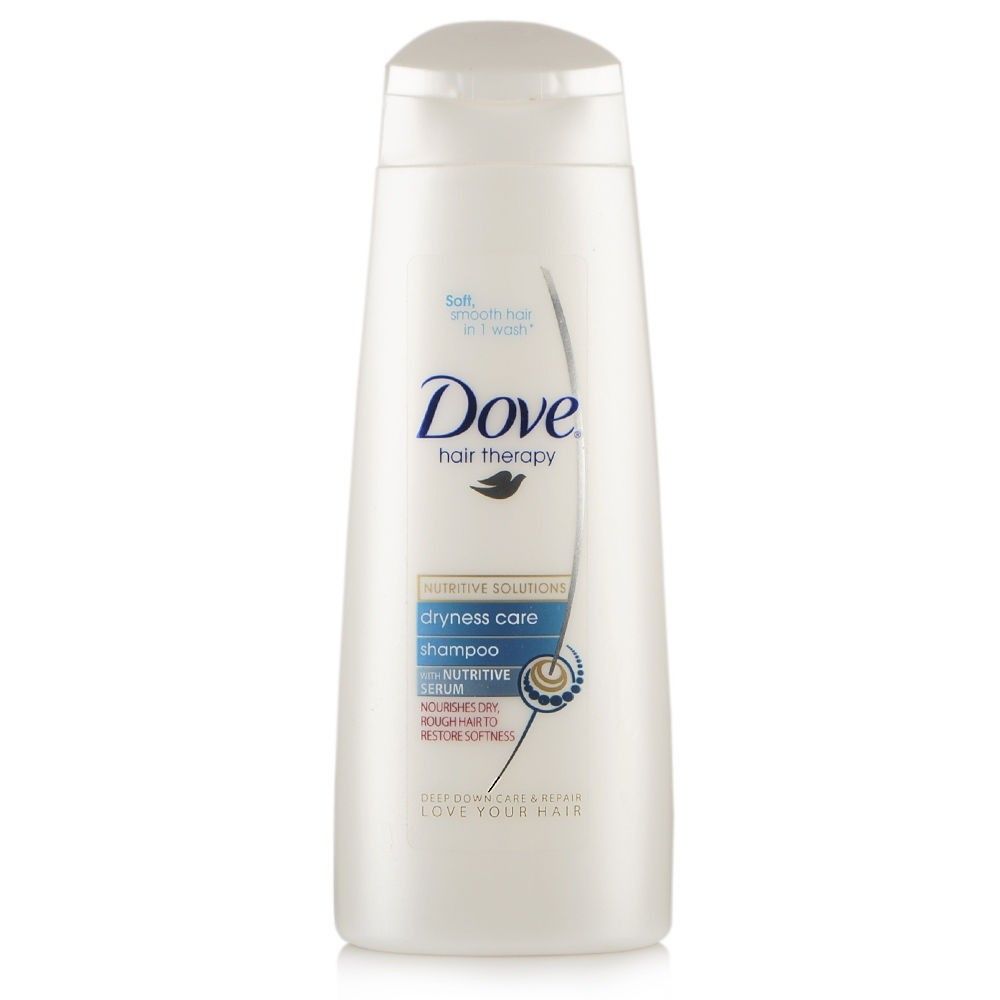 Soft,
smooth hair
in 1 wash*
Dove®
hair therapy
NUTRITIVE SOLUTIONS
dryness care
shampoo
WITH NUTRITIVE
SERUM
NOURISHES DRY,
ROUGH HAIR TO
RESTORE SOFTNESS
DEEP DOWN CARE & REPAIR
LOVE YOUR HAIR